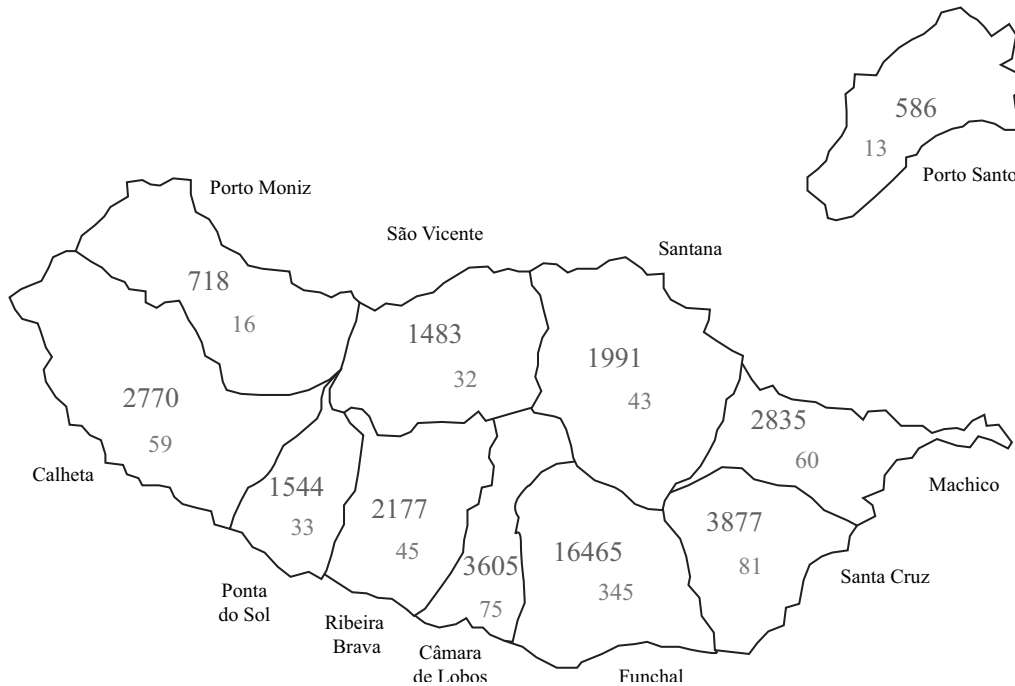 586
13
Porto Santo
Porto Moniz
São Vicente
Santana
718
16
1483
32
1991
43
2770
59
2835
60
Calheta
Machico
1544
33
2177
45
3605
75
16465
345
3877
81
Santa Cruz
Ponta
do Sol
Ribeira
Brava
Câmara
de Lobos
Funchal